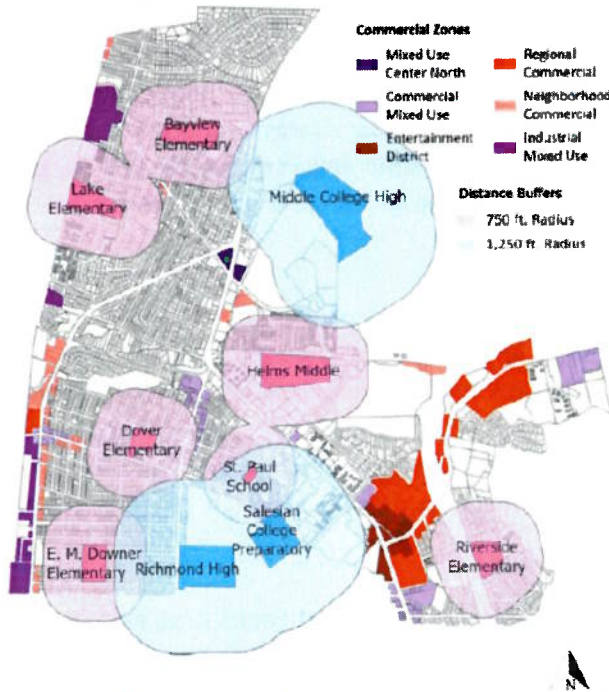 Commercial Zones
Mixed Use
Center North
Regional
Commercial
Commercial
Mixed Use
Neighborhood
Commercial
Entertainment
District
Industrial
Mixed Use
Distance Buffers
750 ft. Radius
1,250 ft. Radius
Bayview
Elementary
Lake
Elementary
Middle College High
Helms Middle
Dover
Elementary
St. Paul
School
Salesian
College
Preparatory
E. M. Downer
Elementary
Richmond High
Riverside
Elementary
N